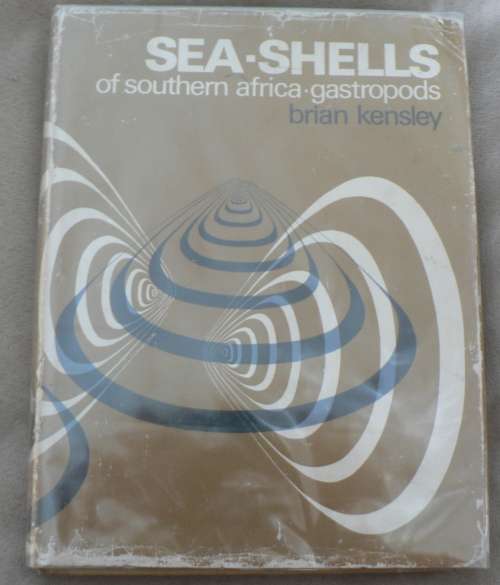 SEA·SHELLS
of southern africa·gastropods
brian kensley